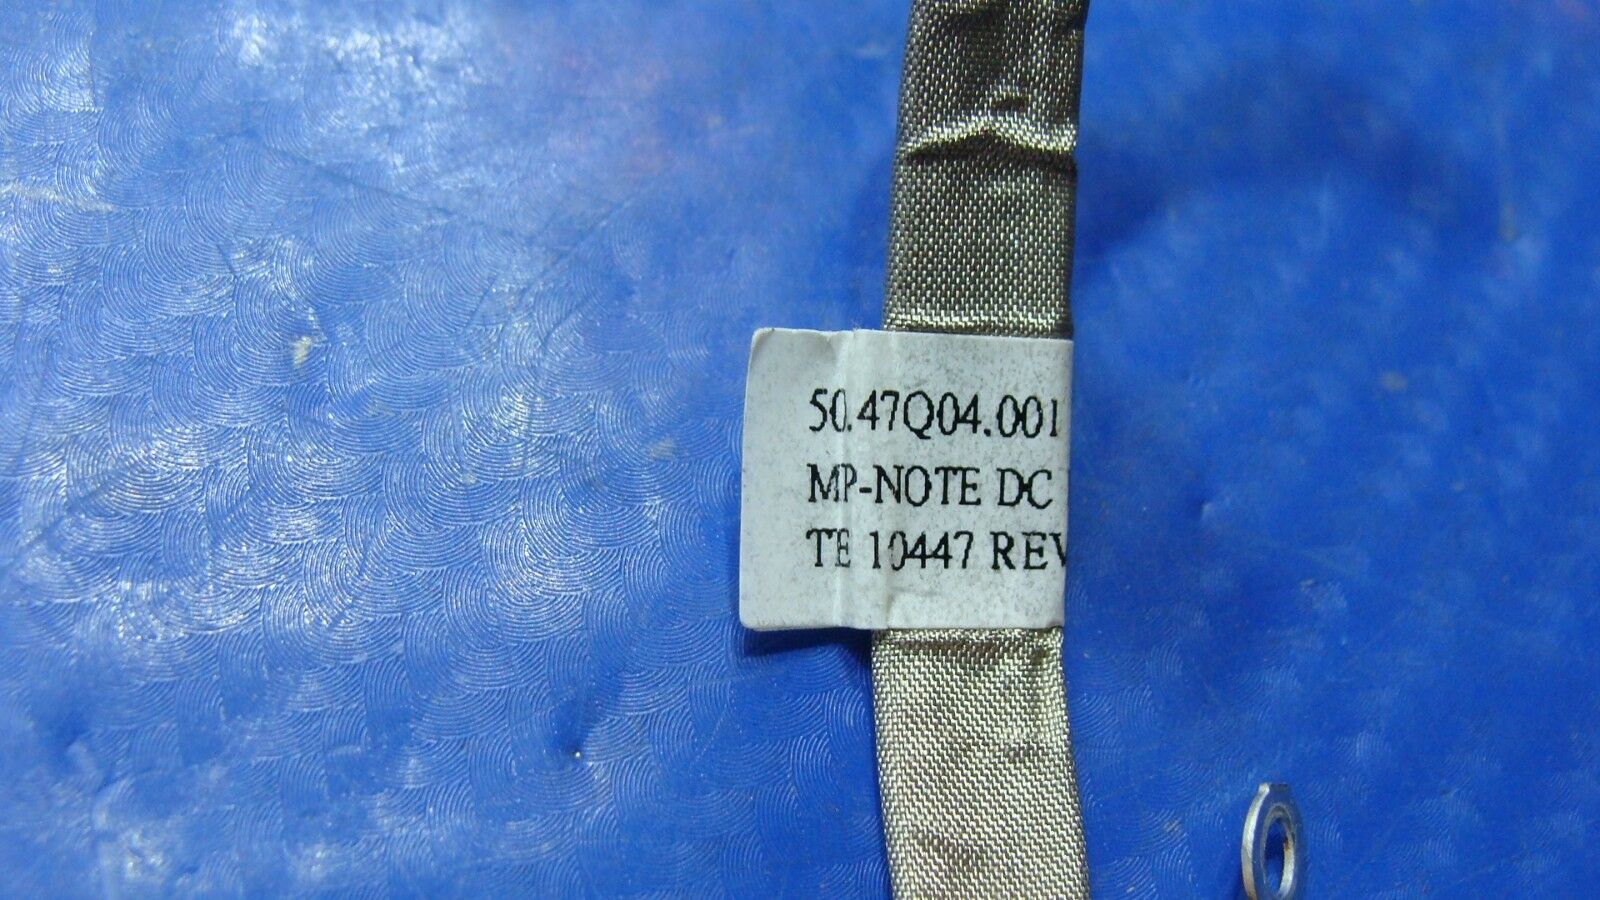 50.47Q04.001
MP-NOTE DC
TE 10447 REV